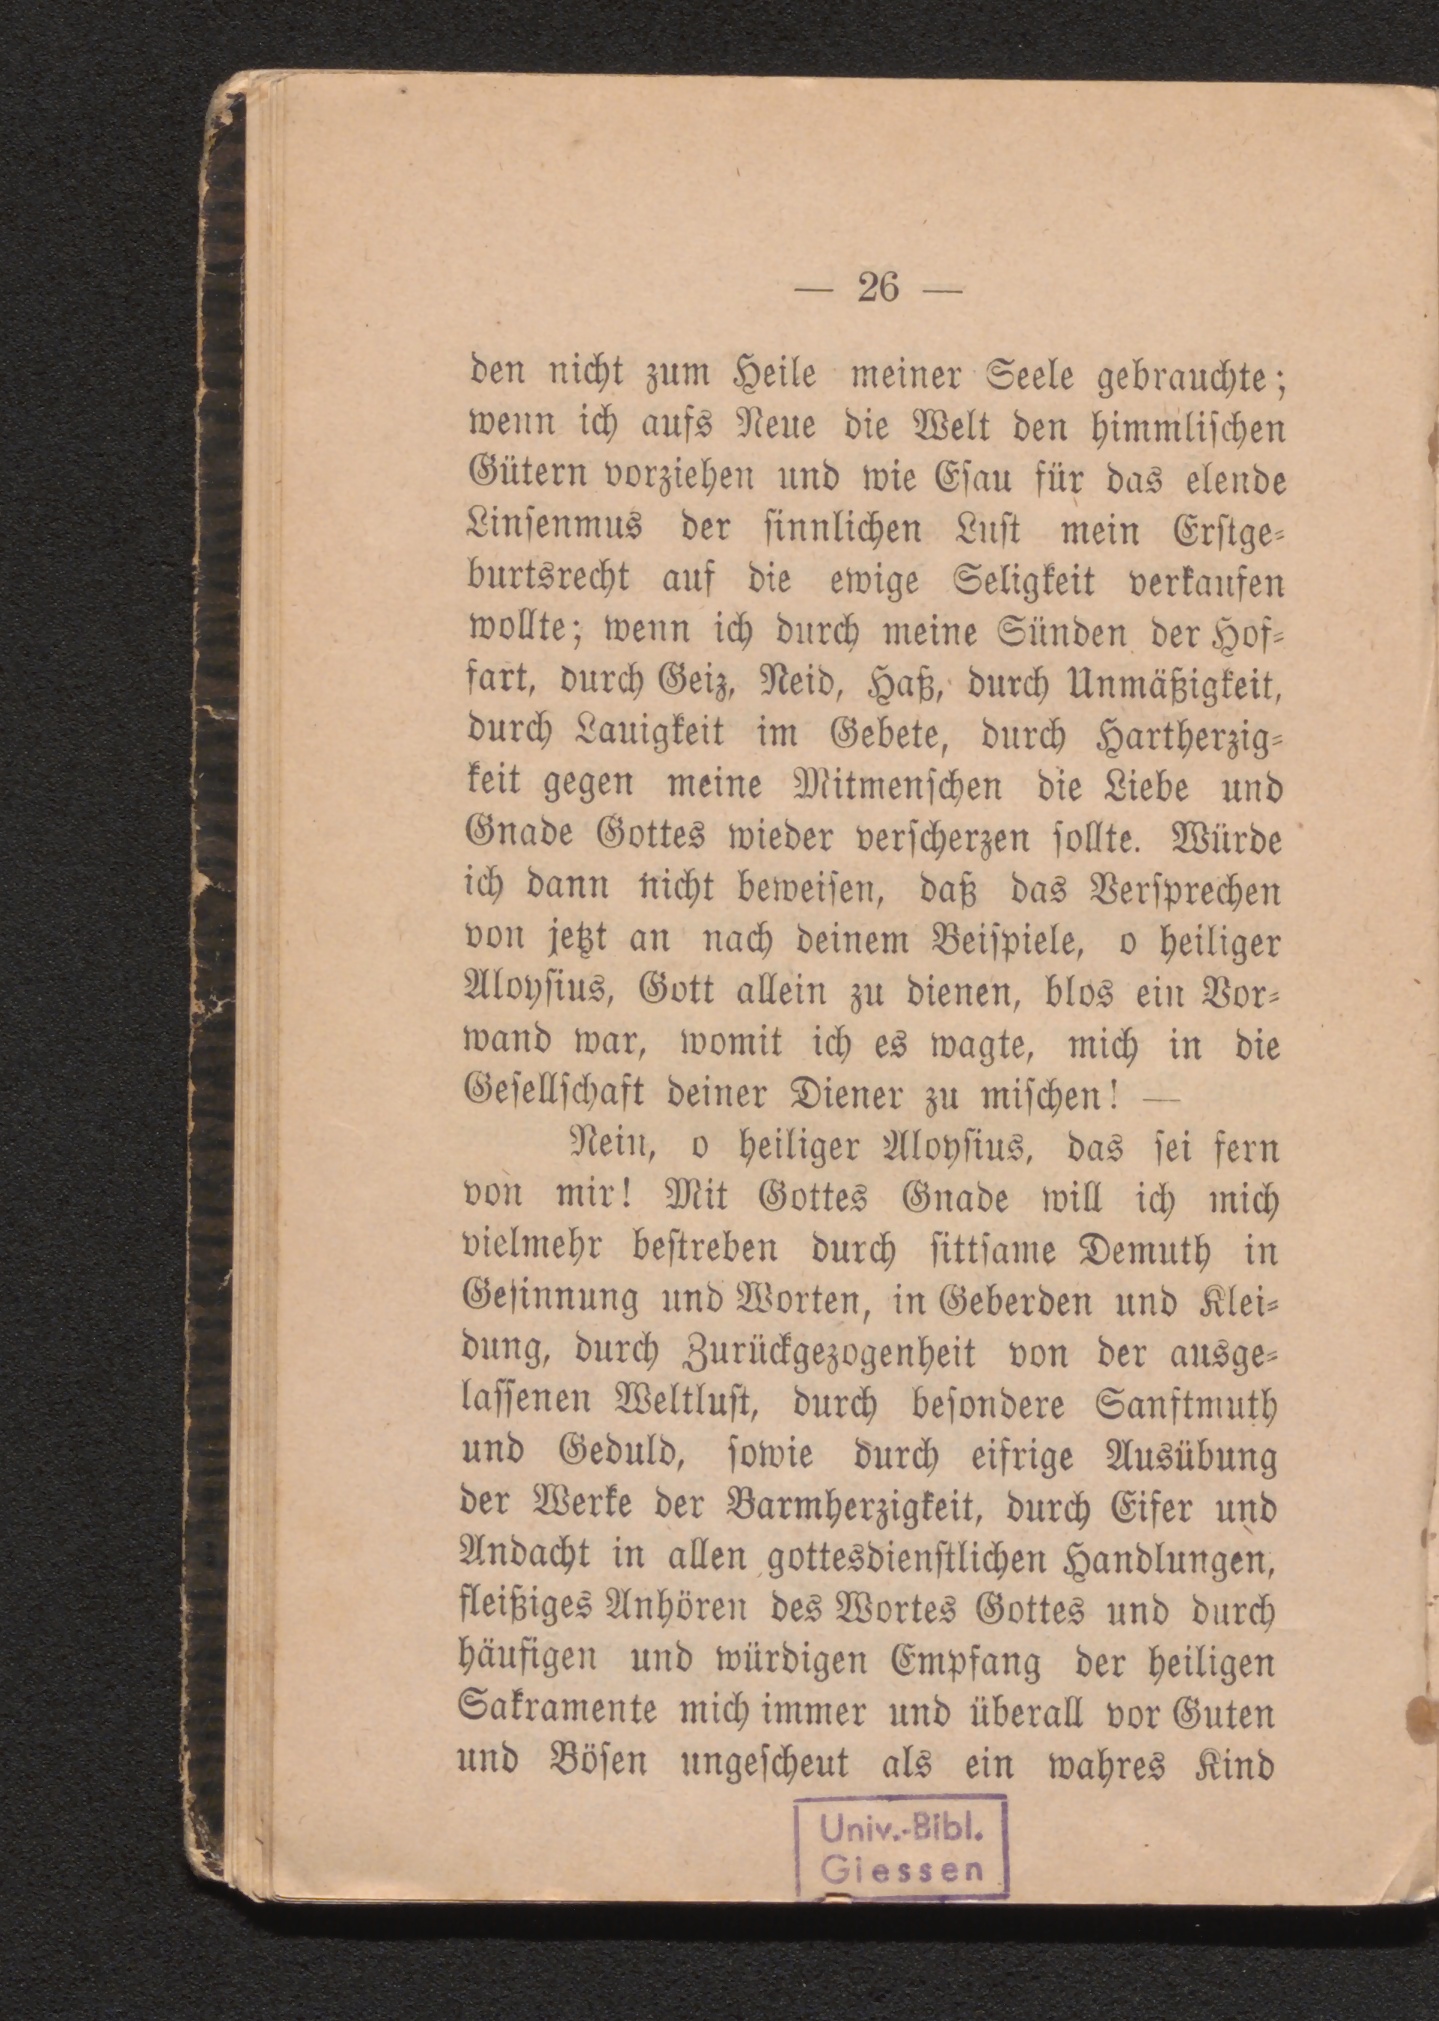 — 26 —
den nicht zum Heile meiner Seele gebrauchte;
wenn ich aufs Neue die Welt den himmliſchen
Gütern vorziehen und wie Eſau für das elende
Linſenmus der ſinnlichen Luſt mein Erſtge-
burtsrecht auf die ewige Seligkeit verkaufen
wollte; wenn ich durch meine Sünden der Hof-
fart, durch Geiz, Neid, Haß, durch Unmäßigkeit,
durch Lauigkeit im Gebete, durch Hartherzig-
keit gegen meine Mitmenſchen die Liebe und
Gnade Gottes wieder verſcherzen ſollte. Würde
ich dann nicht beweiſen, daß das Verſprechen
von jetzt an nach deinem Beiſpiele, o heiliger
Aloyſius, Gott allein zu dienen, blos ein Vor-
wand war, womit ich es wagte, mich in die
Geſellſchaft deiner Diener zu miſchen! —
Nein, o heiliger Aloyſius, das ſei fern
von mir! Mit Gottes Gnade will ich mich
vielmehr beſtreben durch ſittſame Demuth in
Geſinnung und Worten, in Geberden und Klei-
dung, durch Zurückgezogenheit von der ausge-
laſſenen Weltluſt, durch beſondere Sanftmuth
und Geduld, ſowie durch eifrige Ausübung
der Werke der Barmherzigkeit, durch Eifer und
Andacht in allen gottesdienſtlichen Handlungen,
fleißiges Anhören des Wortes Gottes und durch
häufigen und würdigen Empfang der heiligen
Sakramente mich immer und überall vor Guten
und Böſen ungeſcheut als ein wahres Kind
Univ.-Bibl.
Giessen